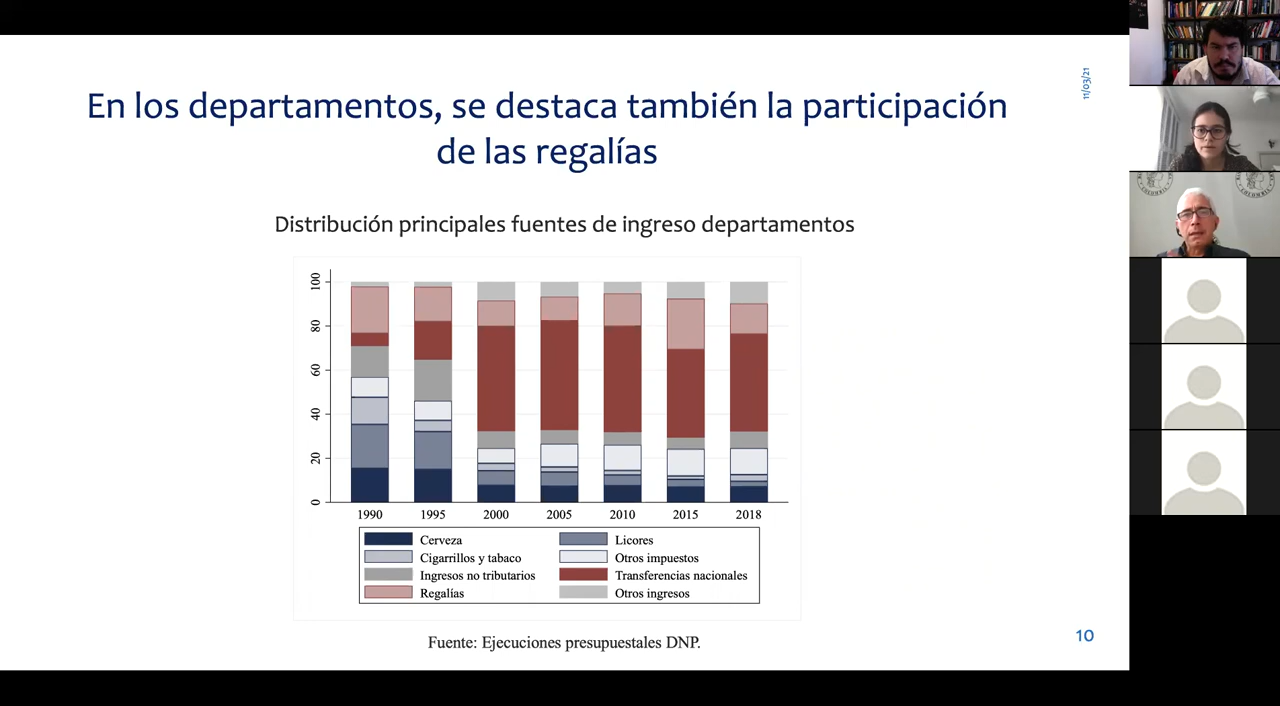 En los departamentos, se destaca también la participación
de las regalías
11/03/21
Distribución principales fuentes de ingreso departamentos
100
80
60
40
20
0
1990 1995 2000 2005 2010 2015 2018
Cerveza Licores
Cigarrillos y tabaco Otros impuestos
Ingresos no tributarios Transferencias nacionales
Regalías Otros ingresos
Fuente: Ejecuciones presupuestales DNP.
10